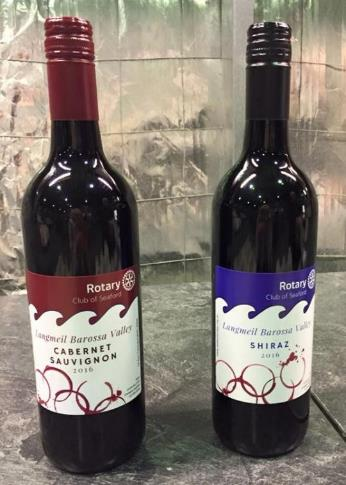 Rotary
Club of Seaford
Langmeil Barossa Valley
CABERNET
SAUVIGNON
2016
Rotary
Club of Seaford
Langmeil Barossa Valley
SHIRAZ
2016